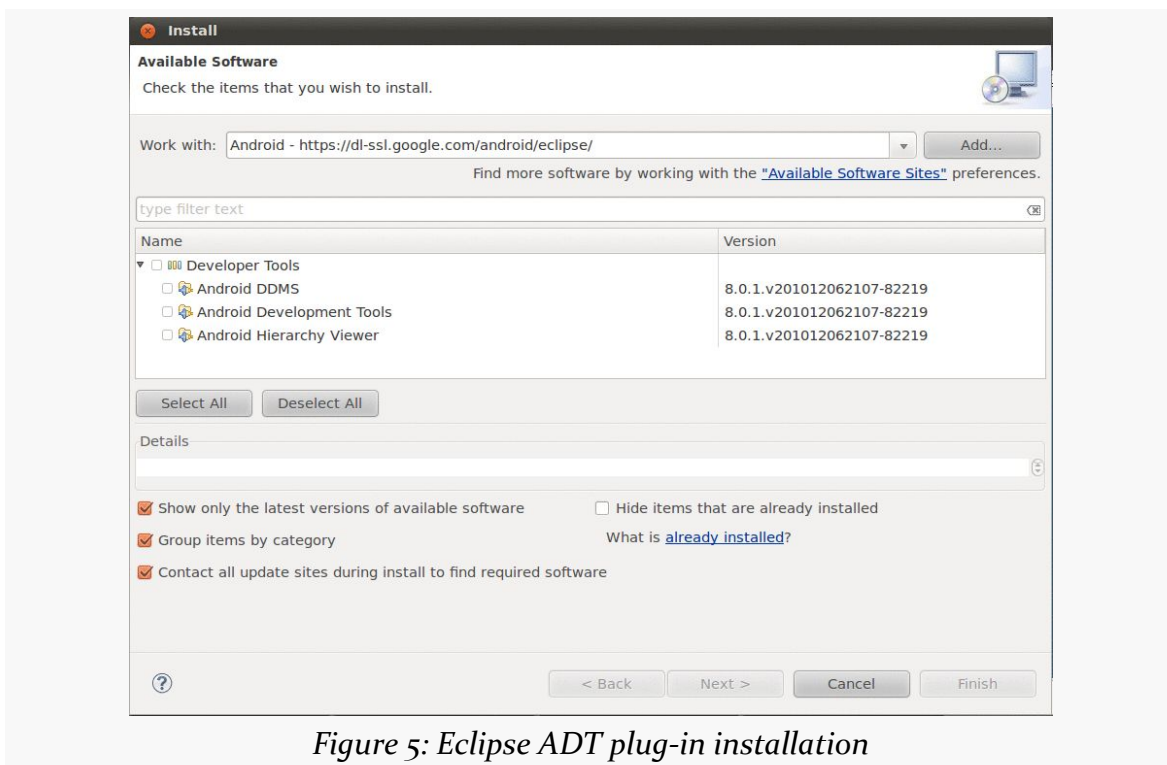 Install
Available Software
Check the items that you wish to install.
Work with: Android - https://dl-ssl.google.com/android/eclipse/ Add...
Find more software by working with the "Available Software Sites" preferences.
type filter text
Name Version
Developer Tools
Android DDMS 8.0.1.v201012062107-82219
Android Development Tools 8.0.1.v201012062107-82219
Android Hierarchy Viewer 8.0.1.v201012062107-82219
Select All Deselect All
Details
Show only the latest versions of available software Hide items that are already installed
Group items by category What is already installed?
Contact all update sites during install to find required software
? < Back Next > Cancel Finish
Figure 5: Eclipse ADT plug-in installation